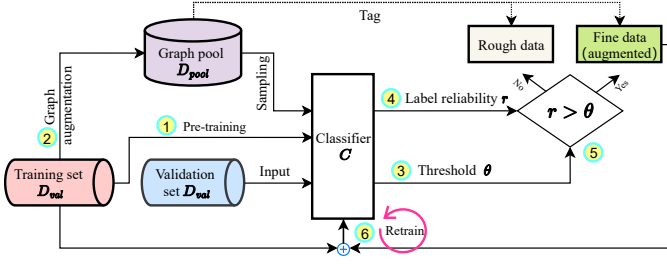 Tag
Graph pool
D_pool
Rough data
Fine data
(augmented)
Graph
augmentation
Sampling
No
Yes
2
1
Pre-training
4
Label reliability r
r > θ
Classifier
C
Training set
D_val
Validation
set D_val
Input
3
Threshold θ
5
6
Retrain